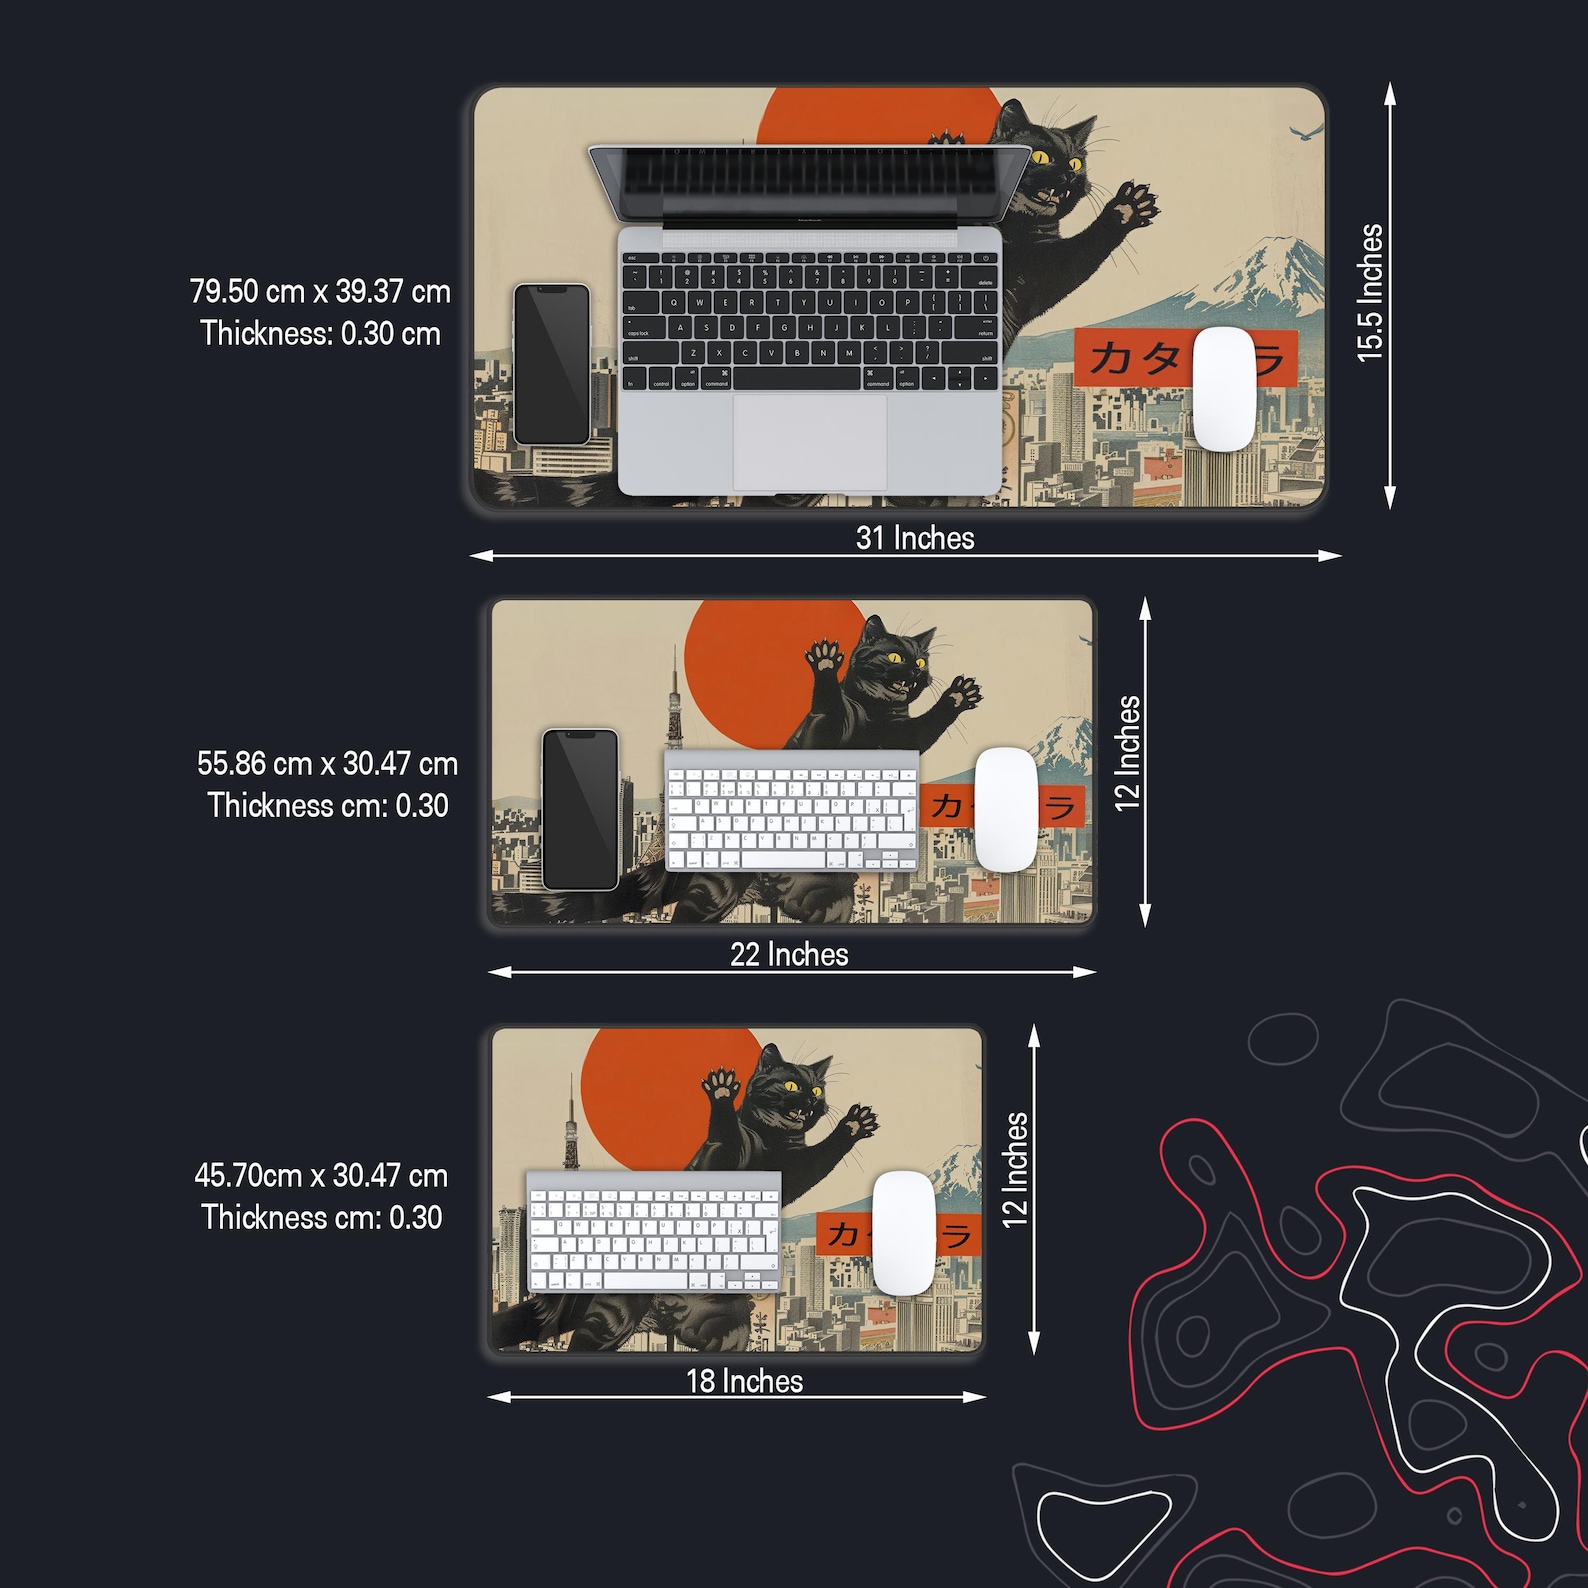 79.50 cm x 39.37 cm
Thickness: 0.30 cm
カタ ラ
15.5 Inches
31 Inches
55.86 cm x 30.47 cm
Thickness cm: 0.30
カ ラ
12 Inches
22 Inches
45.70cm x 30.47 cm
Thickness cm: 0.30
カ ラ
12 Inches
18 Inches